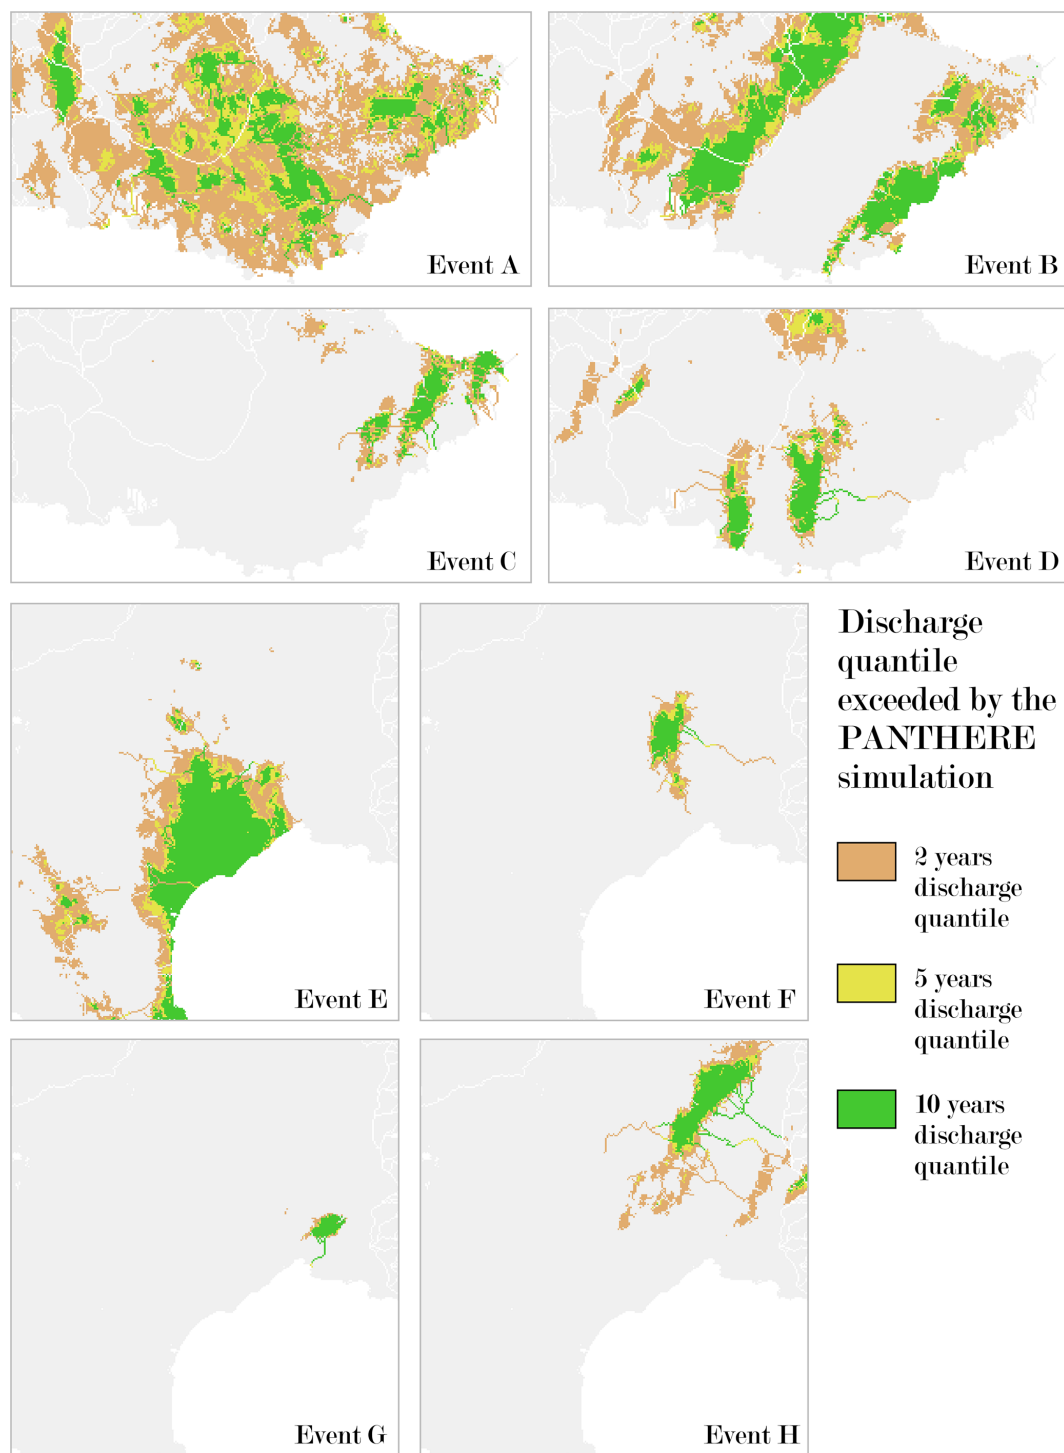 Event A
Event B
Event C
Event D
Event E
Event F
Discharge
quantile
exceeded by the
PANTHERE
simulation
2 years
discharge
quantile
5 years
discharge
quantile
10 years
discharge
quantile
Event G
Event H